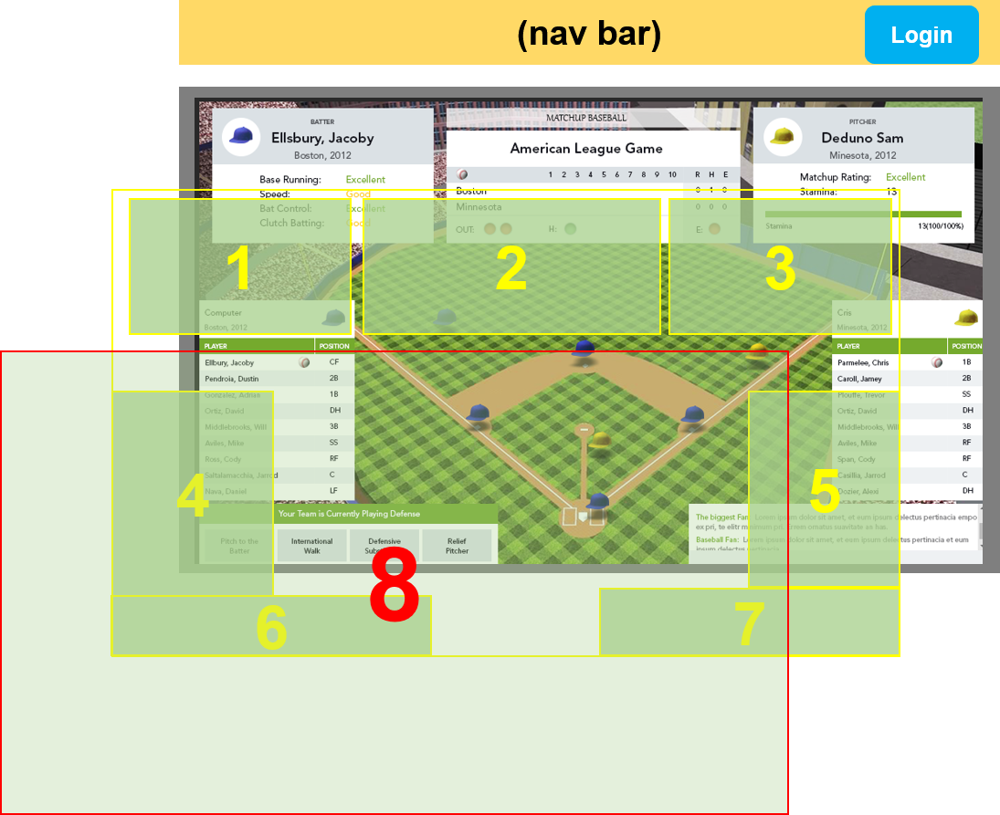 (nav bar)
Login
BATTER
Ellsbury, Jacoby
Boston, 2012
Base Running: Excellent
Speed: Good
Bat Control: Excellent
Clutch Batting: Good
MATCHUP BASEBALL
American League Game
1 2 3 4 5 6 7 8 9 10 R H E
Boston 0 1 0
Minnesota 0 0 0
OUT: H: E:
PITCHER
Deduno Sam
Minesota, 2012
Matchup Rating: Excellent
Stamina: 13
Stamina 13(100/100%)
1
2
3
Computer
Boston, 2012
PLAYER POSITION
Ellbury, Jacoby CF
Pendroia, Dustin 2B
Gonzalez, Adrian 1B
Ortiz, David DH
Middlebrooks, Will 3B
Aviles, Mike SS
Ross, Cody RF
Saltalamacchia, Jarrod C
Nava, Daniel LF
4
Cris
Minesota, 2012
PLAYER POSITION
Parmelee, Chris 1B
Caroll, Jamey 2B
Plouffe, Trevor SS
Ortiz, David DH
Middlebrooks, Will 3B
Aviles, Mike RF
Span, Cody RF
Casillia, Jarrod C
Dozier, Alexi DH
5
Your Team is Currently Playing Defense
Pitch to the
Batter
International
Walk
Defensive
Relief
Pitcher
The biggest Fan: Lorem ipsum dolor sit amet, et eum ipsum delectus pertinacia empo
ex pri, te elitr minimum pri. Errem ornatus suavitate ex has.
Baseball Fan: Lorem ipsum dolor sit amet, et eum ipsum delectus pertinacia et eum
ipsum delectus pertinacia
8
6
7